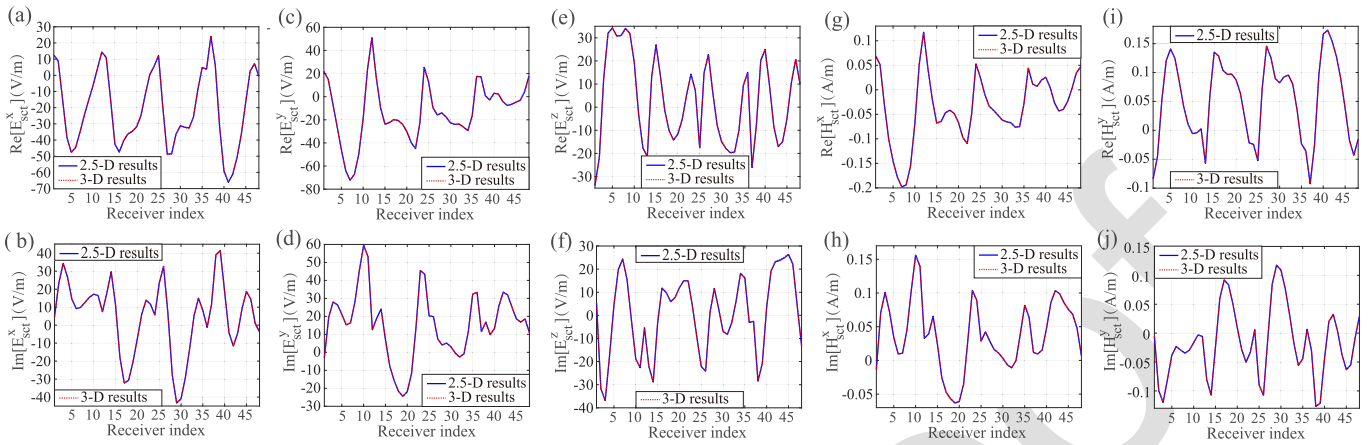 (a)
Re[E^x_sct](V/m)
30
20
10
0
-10
-20
-30
-40
-50
-60
-70
2.5-D results
3-D results
5 10 15 20 25 30 35 40 45
Receiver index
(c)
Re[E^y_sct](V/m)
60
40
20
0
-20
-40
-60
-80
2.5-D results
3-D results
5 10 15 20 25 30 35 40 45
Receiver index
(e)
Re[E^z_sct](V/m)
30
20
10
0
-10
-20
-30
2.5-D results
3-D results
5 10 15 20 25 30 35 40 45
Receiver index
(g)
Re[H^x_sct](A/m)
0.15
0.1
0.05
0
-0.05
-0.1
-0.15
-0.2
2.5-D results
3-D results
5 10 15 20 25 30 35 40 45
Receiver index
(i)
Re[H^y_sct](A/m)
0.15
0.10
0.05
0
-0.05
-0.1
2.5-D results
3-D results
5 10 15 20 25 30 35 40 45
Receiver index
(b)
Im[E^x_sct](V/m)
40
30
20
10
0
-10
-20
-30
-40
2.5-D results
3-D results
5 10 15 20 25 30 35 40 45
Receiver index
(d)
Im[E^y_sct](V/m)
60
50
40
30
20
10
0
-10
-20
-30
2.5-D results
3-D results
5 10 15 20 25 30 35 40 45
Receiver index
(f)
Im[E^z_sct](V/m)
30
20
10
0
-10
-20
-30
-40
2.5-D results
3-D results
5 10 15 20 25 30 35 40 45
Receiver index
(h)
Im[H^x_sct](A/m)
0.15
0.10
0.05
0
-0.05
2.5-D results
3-D results
5 10 15 20 25 30 35 40 45
Receiver index
(j)
Im[H^y_sct](A/m)
0.15
0.10
0.05
0
-0.05
-0.1
2.5-D results
3-D results
5 10 15 20 25 30 35 40 45
Receiver index